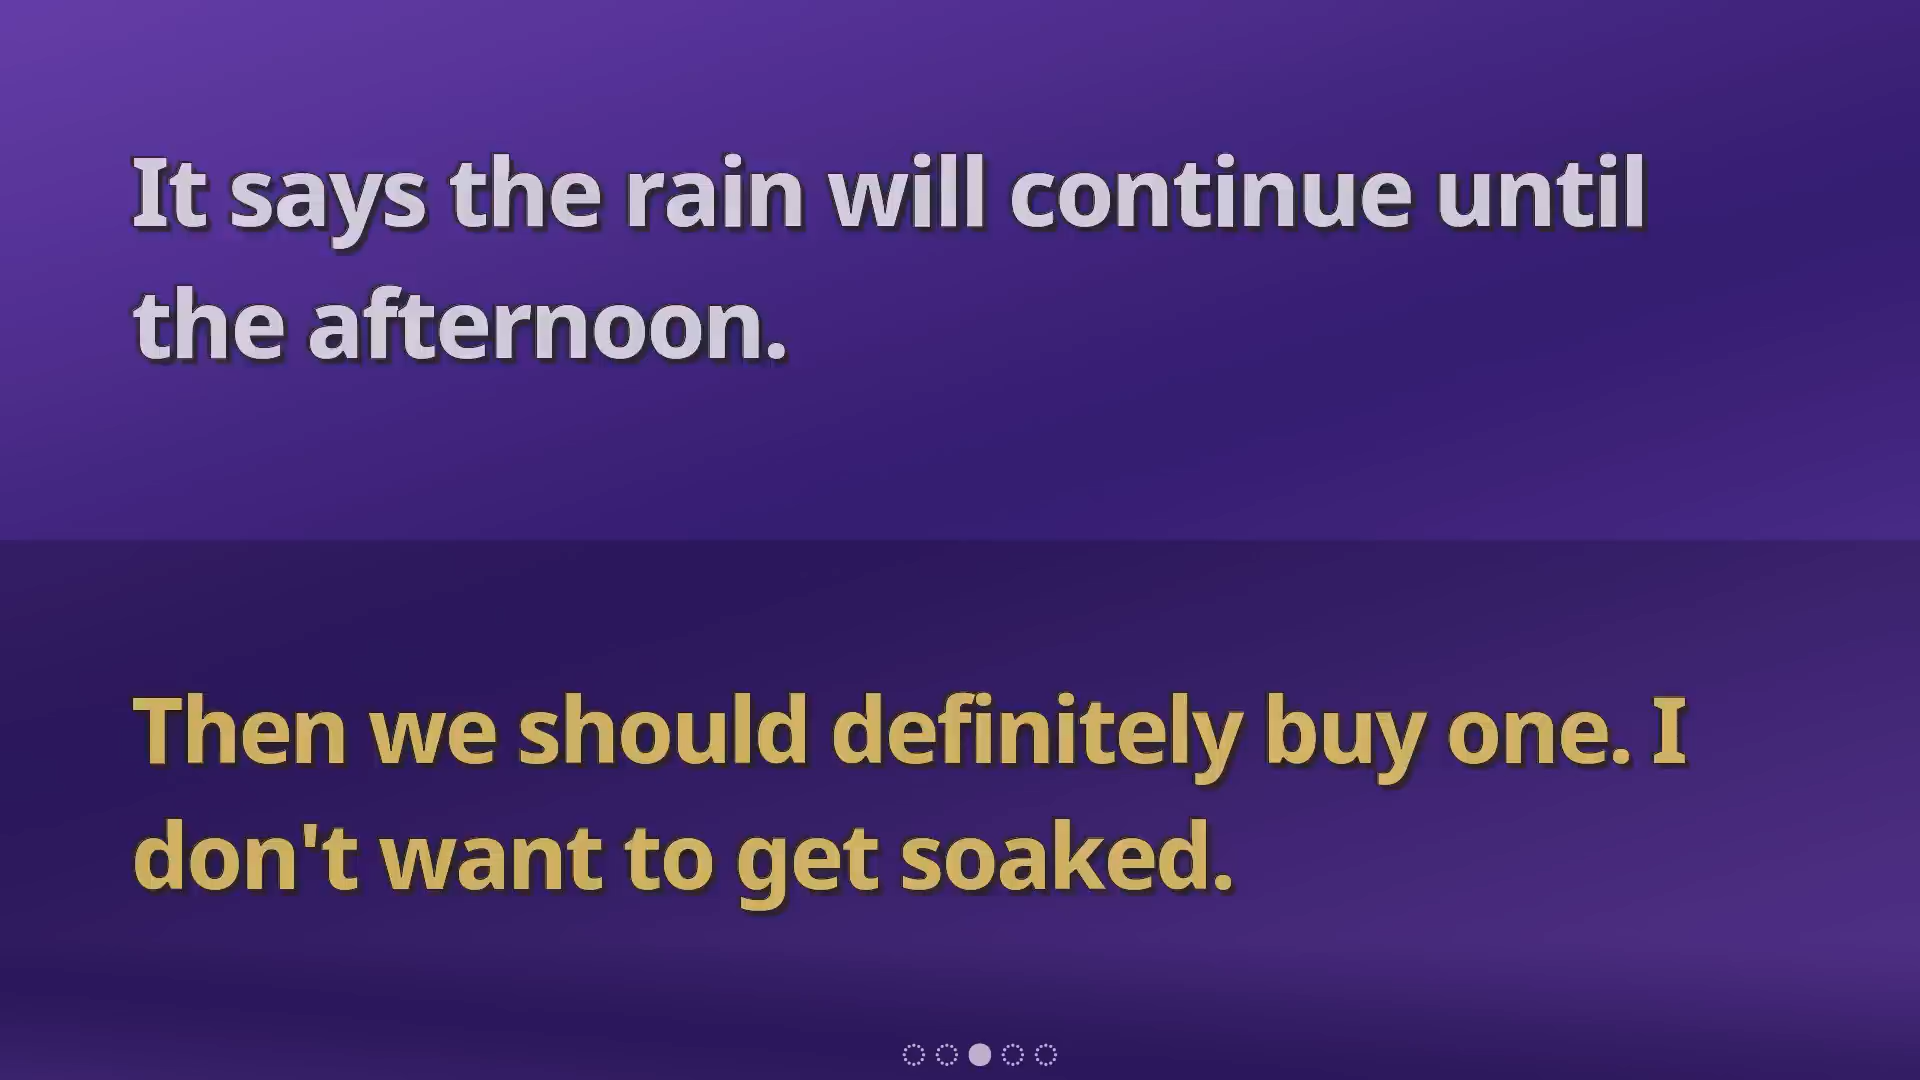 It says the rain will continue until
the afternoon.
Then we should definitely buy one. I
don't want to get soaked.